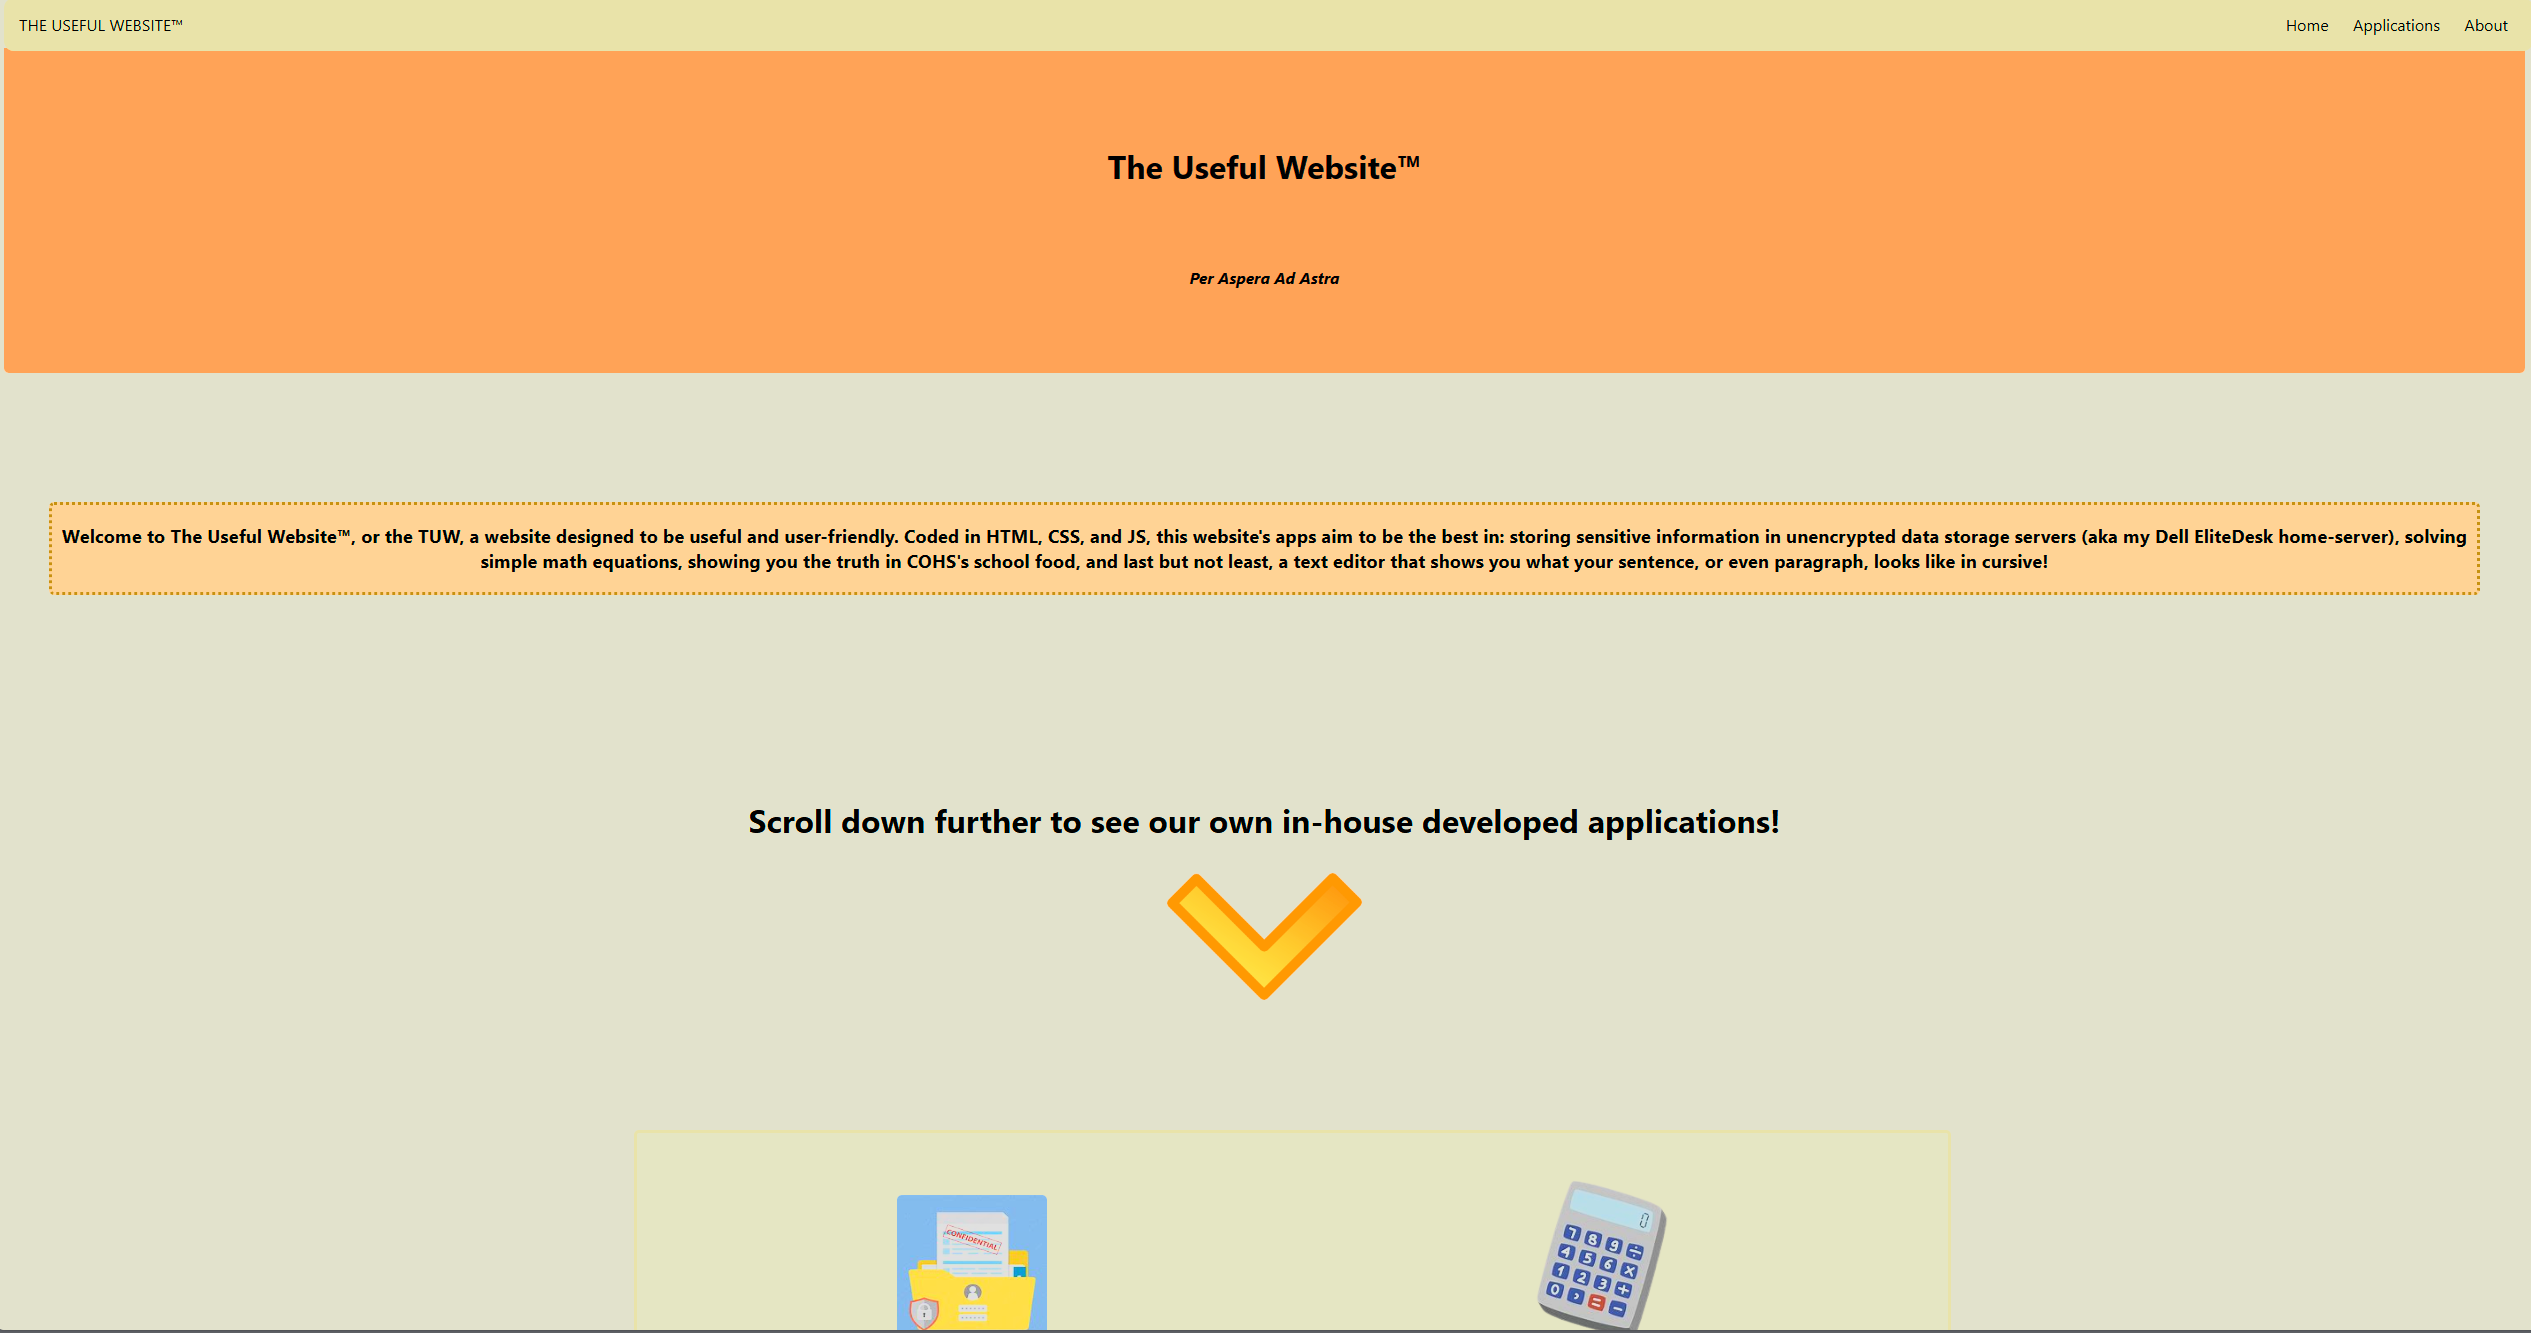 THE USEFUL WEBSITE™
Home Applications About
The Useful Website™
Per Aspera Ad Astra
Welcome to The Useful Website™, or the TUW, a website designed to be useful and user-friendly. Coded in HTML, CSS, and JS, this website's apps aim to be the best in: storing sensitive information in unencrypted data storage servers (aka my Dell EliteDesk home-server), solving
simple math equations, showing you the truth in COHS's school food, and last but not least, a text editor that shows you what your sentence, or even paragraph, looks like in cursive!
Scroll down further to see our own in-house developed applications!
CONFIDENTIAL
0
7 8 9 ÷
4 5 6 x
1 2 3 +
0 , = −